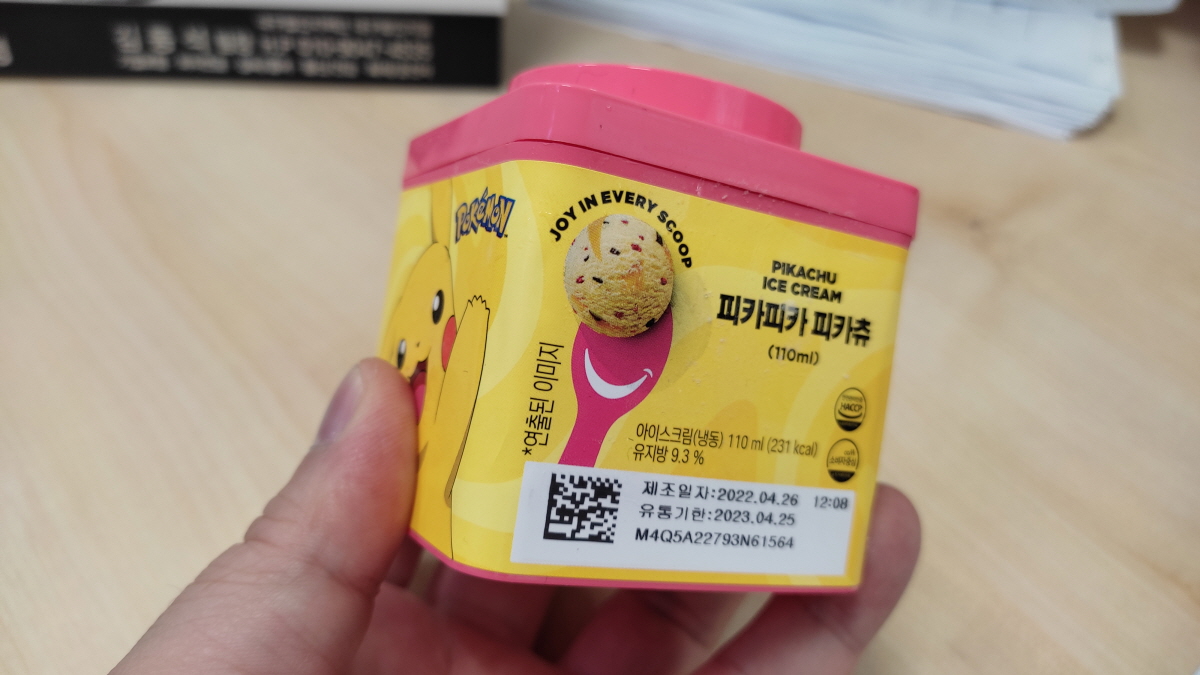 POKÉMON
JOY IN EVERY SCOOP
PIKACHU
ICE CREAM
피카피카 피카츄
(110ml)
*연출된 이미지
HACCP
아이스크림(냉동) 110 ml (231 kcal)
유지방 9.3 %
제조일자:2022.04.26 12:08
유통기한:2023.04.25
M4Q5A22793N61564